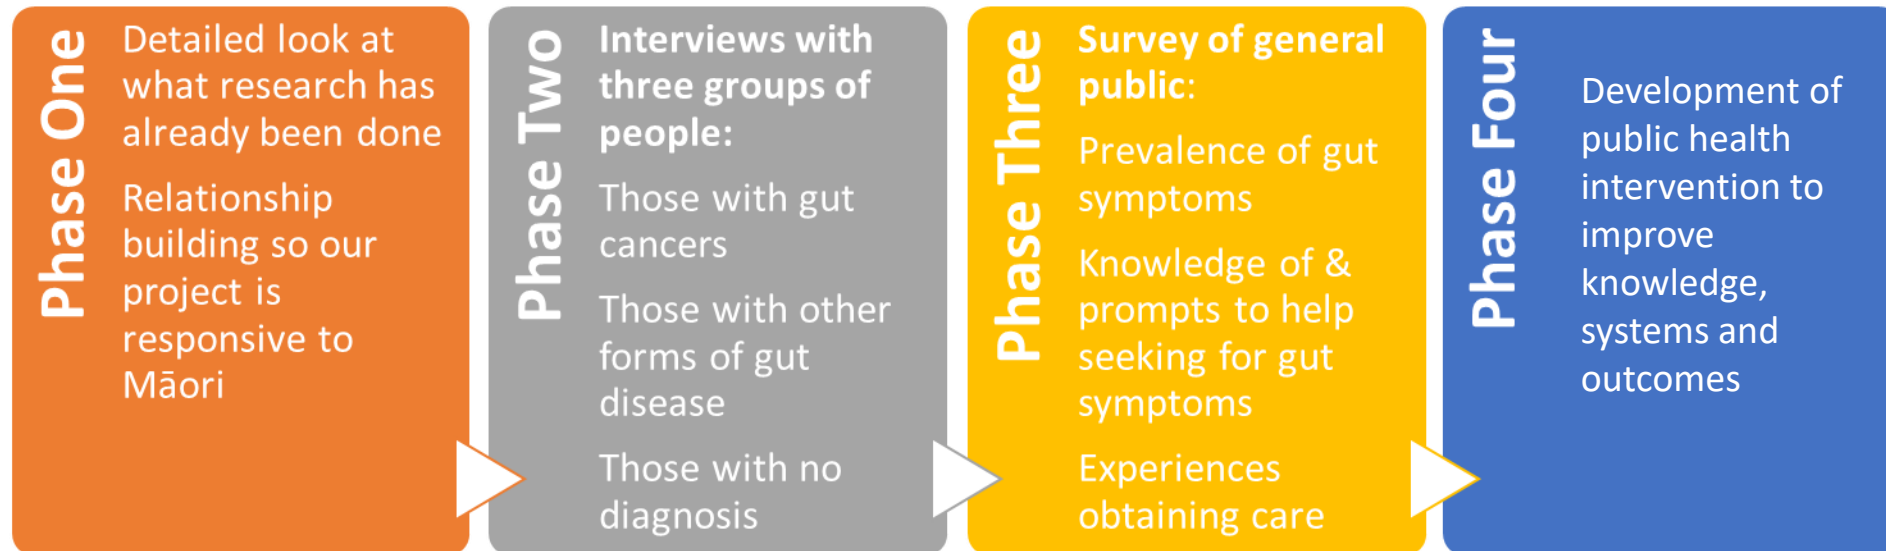 Phase One
Detailed look at
what research has
already been done
Relationship
building so our
project is
responsive to
Māori
Phase Two
Interviews with
three groups of
people:
Those with gut
cancers
Those with other
forms of gut
disease
Those with no
diagnosis
Phase Three
Survey of general
public:
Prevalence of gut
symptoms
Knowledge of &
prompts to help
seeking for gut
symptoms
Experiences
obtaining care
Phase Four
Development of
public health
intervention to
improve
knowledge,
systems and
outcomes